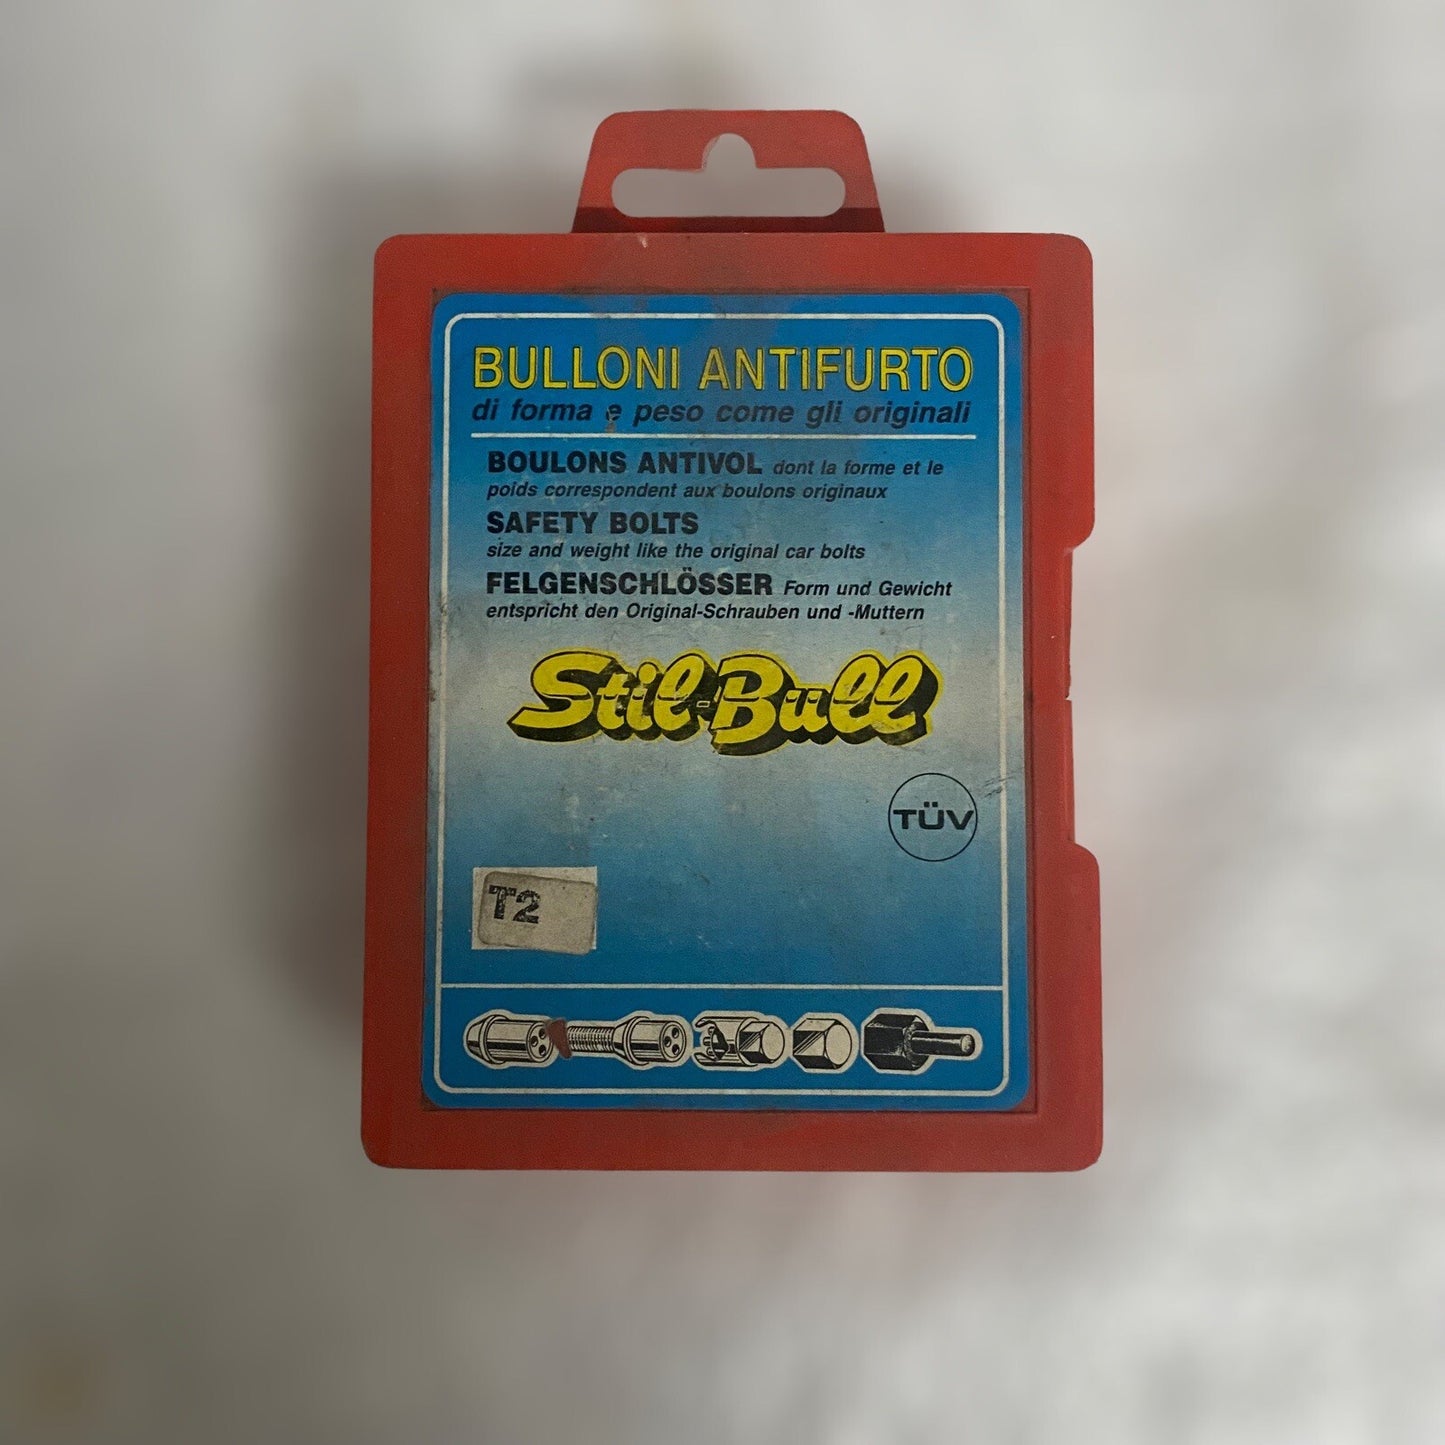 BULLONI ANTIFURTO
di forma e peso come gli originali
BOULONS ANTIVOL dont la forme et le
poids correspondent aux boulons originaux
SAFETY BOLTS
size and weight like the original car bolts
FELGENSCHLÖSSER Form und Gewicht
entspricht den Original-Schrauben und -Muttern
Stil-Bull
TÜV
T2